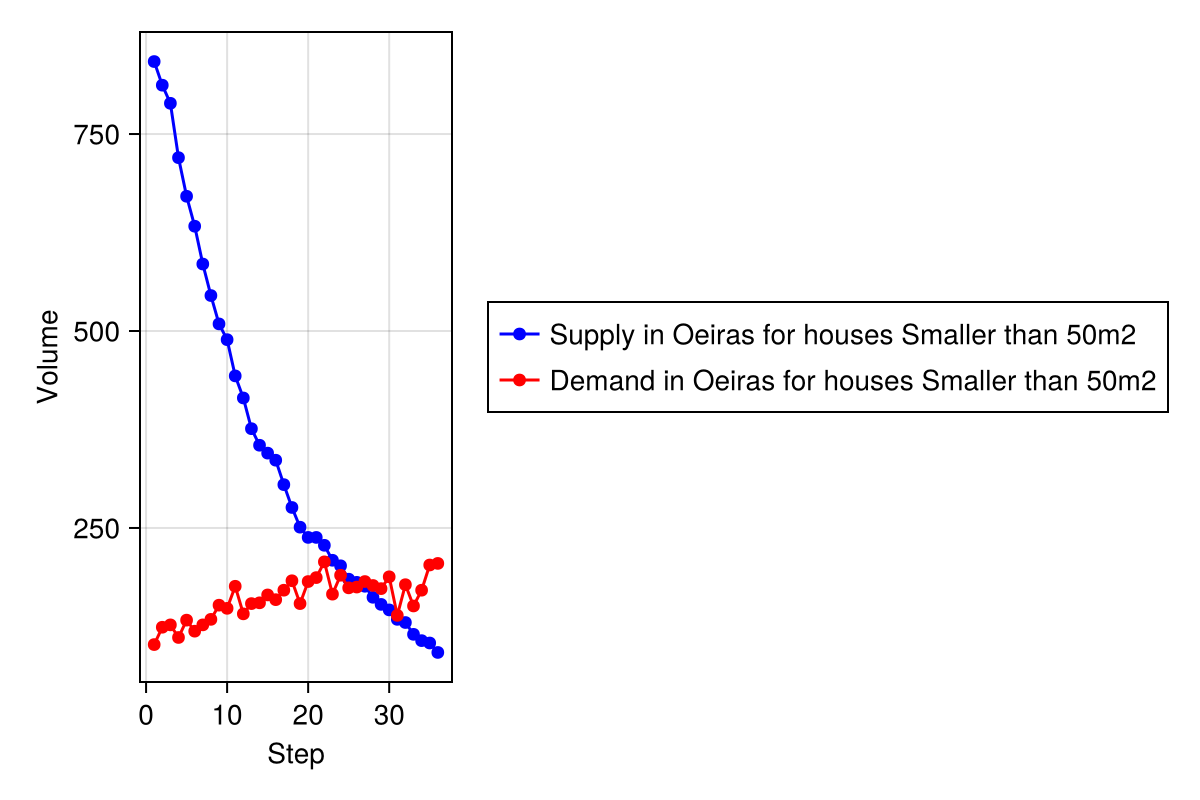 750
500
250
Volume
0 10 20 30
Step
Supply in Oeiras for houses Smaller than 50m2
Demand in Oeiras for houses Smaller than 50m2